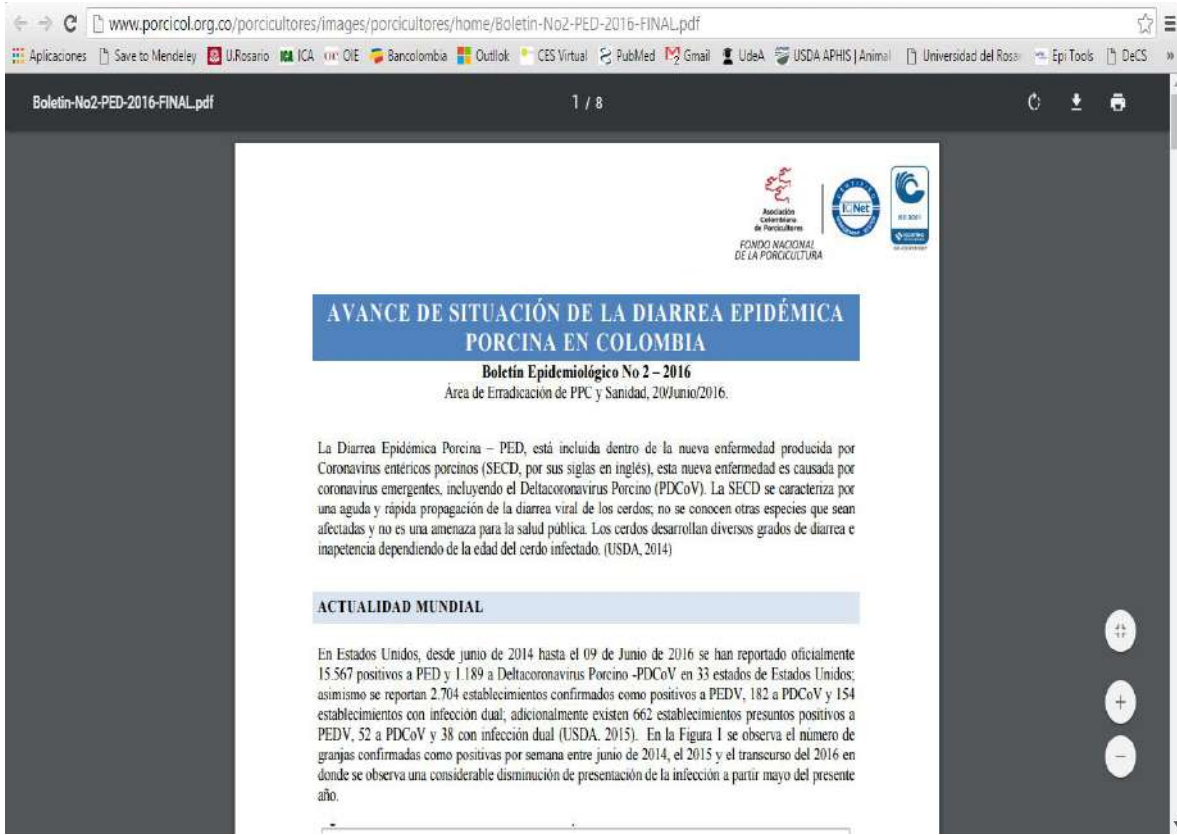 www.porcicol.org.co/porcicultores/images/porcicultores/home/Boletin-No2-PED-2016-FINAL.pdf
Aplicaciones Save to Mendeley U.Rosario ICA OIE Bancolombia Outllok CES Virtual PubMed Gmail UdeA USDA APHIS | Animal Universidad del Rosa Epi Tools DeCS »
Boletin-No2-PED-2016-FINAL.pdf 1 / 8
Asociación
Colombiana
de Porcicultores
FONDO NACIONAL
DE LA PORCICULTURA
IQNet
AVANCE DE SITUACIÓN DE LA DIARREA EPIDÉMICA
PORCINA EN COLOMBIA
Boletín Epidemiológico No 2 – 2016
Área de Erradicación de PPC y Sanidad, 20/Junio/2016.
La Diarrea Epidémica Porcina – PED, está incluida dentro de la nueva enfermedad producida por
Coronavirus entéricos porcinos (SECD, por sus siglas en inglés), esta nueva enfermedad es causada por
coronavirus emergentes, incluyendo el Deltacoronavirus Porcino (PDCoV). La SECD se caracteriza por
una aguda y rápida propagación de la diarrea viral de los cerdos; no se conocen otras especies que sean
afectadas y no es una amenaza para la salud pública. Los cerdos desarrollan diversos grados de diarrea e
inapetencia dependiendo de la edad del cerdo infectado. (USDA, 2014)
ACTUALIDAD MUNDIAL
En Estados Unidos, desde junio de 2014 hasta el 09 de Junio de 2016 se han reportado oficialmente
15.567 positivos a PED y 1.189 a Deltacoronavirus Porcino -PDCoV en 33 estados de Estados Unidos;
asimismo se reportan 2.704 establecimientos confirmados como positivos a PEDV, 182 a PDCoV y 154
establecimientos con infección dual; adicionalmente existen 662 establecimientos presuntos positivos a
PEDV, 52 a PDCoV y 38 con infección dual (USDA. 2015). En la Figura 1 se observa el número de
granjas confirmadas como positivas por semana entre junio de 2014, el 2015 y el transcurso del 2016 en
donde se observa una considerable disminución de presentación de la infección a partir mayo del presente
año.